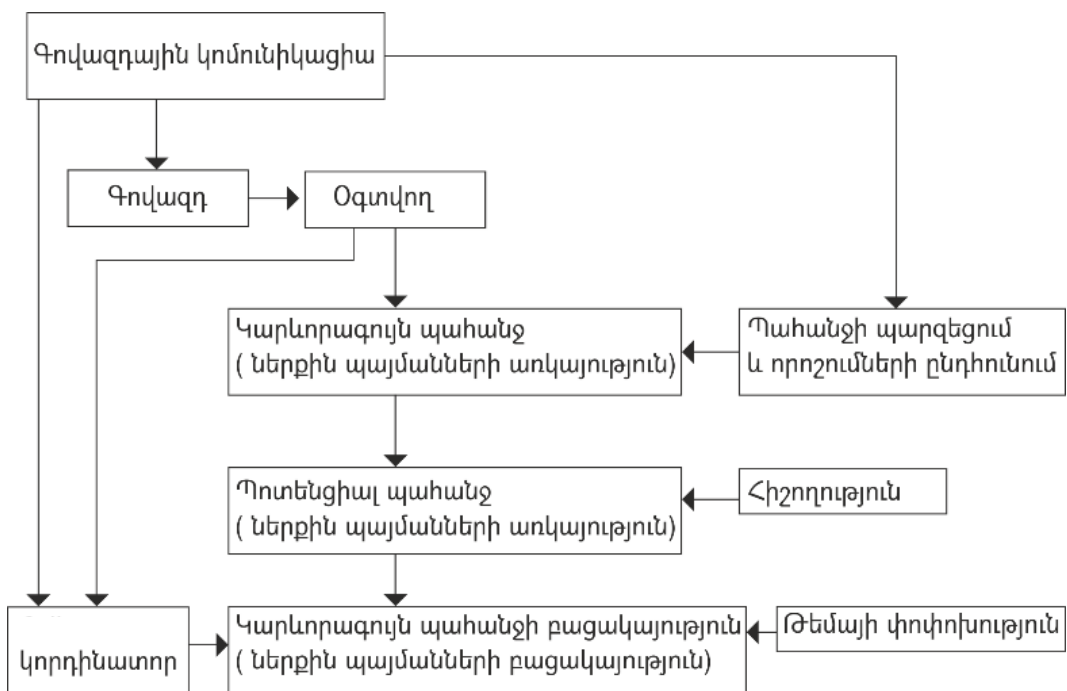 Գովազդային կոմունիկացիա
Գովազդ
Օգտվող
Կարևորագույն պահանջ
( ներքին պայմանների առկայություն)
Պահանջի պարզեցում
և որոշումների ընդհունում
Պոտենցիալ պահանջ
( ներքին պայմանների առկայություն)
Հիշողություն
կորդինատոր
Կարևորագույն պահանջի բացակայություն
( ներքին պայմանների բացակայություն)
Թեմայի փոփոխություն